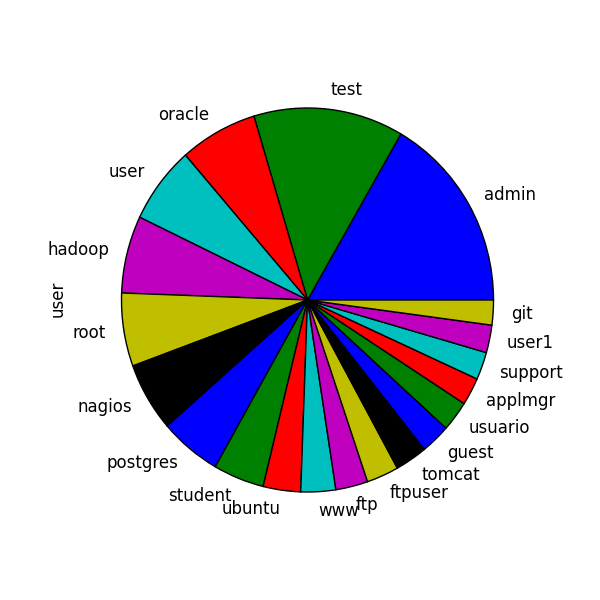 test
oracle
admin
user
hadoop
user
root
git
user1
support
nagios
applmgr
usuario
postgres
guest
tomcat
student
ftpuser
ubuntu
www
ftp